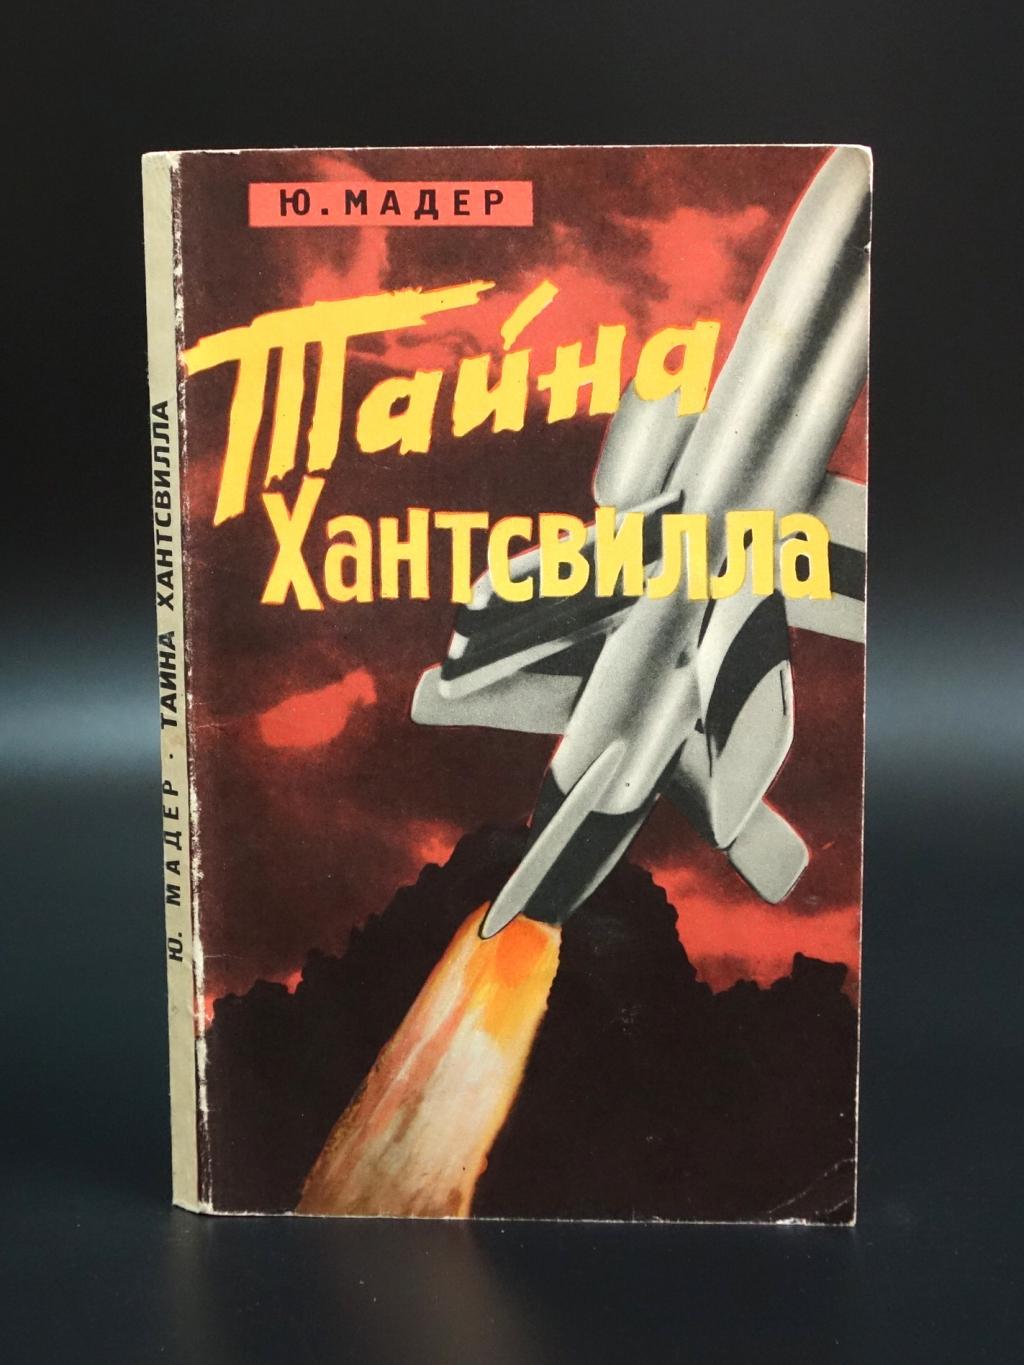 Ю. МАДЕР
Тайна
Хантсвилла
Ю. МАДЕР · ТАЙНА ХАНТСВИЛЛА